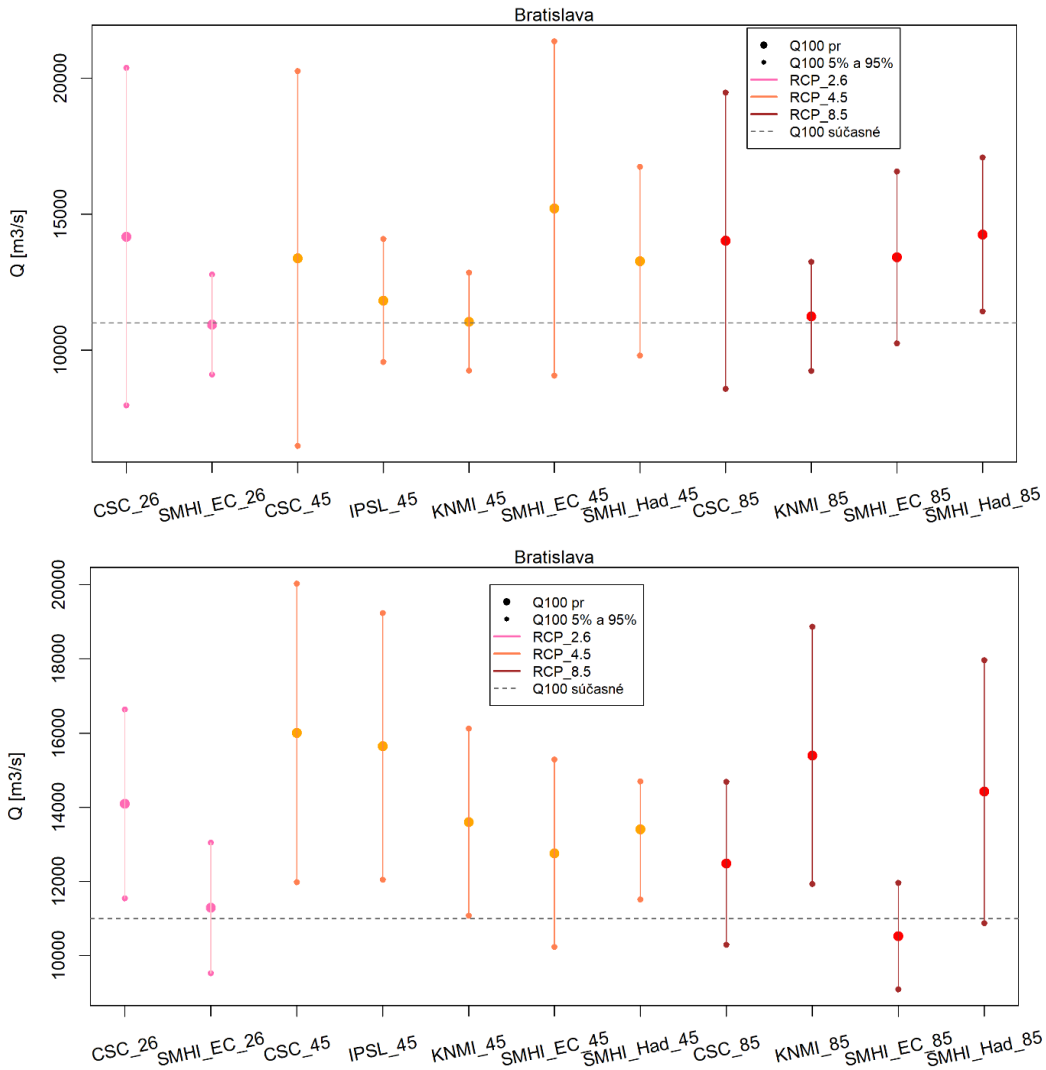 Bratislava
Q100 pr
Q100 5% a 95%
RCP_2.6
RCP_4.5
RCP_8.5
Q100 súčasné
20000
15000
10000
Q [m3/s]
CSC_26
SMHI_EC_26
CSC_45
IPSL_45
KNMI_45
SMHI_EC_45
SMHI_Had_45
CSC_85
KNMI_85
SMHI_EC_85
SMHI_Had_85
Bratislava
Q100 pr
Q100 5% a 95%
RCP_2.6
RCP_4.5
RCP_8.5
Q100 súčasné
20000
18000
16000
14000
12000
10000
Q [m3/s]
CSC_26
SMHI_EC_26
CSC_45
IPSL_45
KNMI_45
SMHI_EC_45
SMHI_Had_45
CSC_85
KNMI_85
SMHI_EC_85
SMHI_Had_85